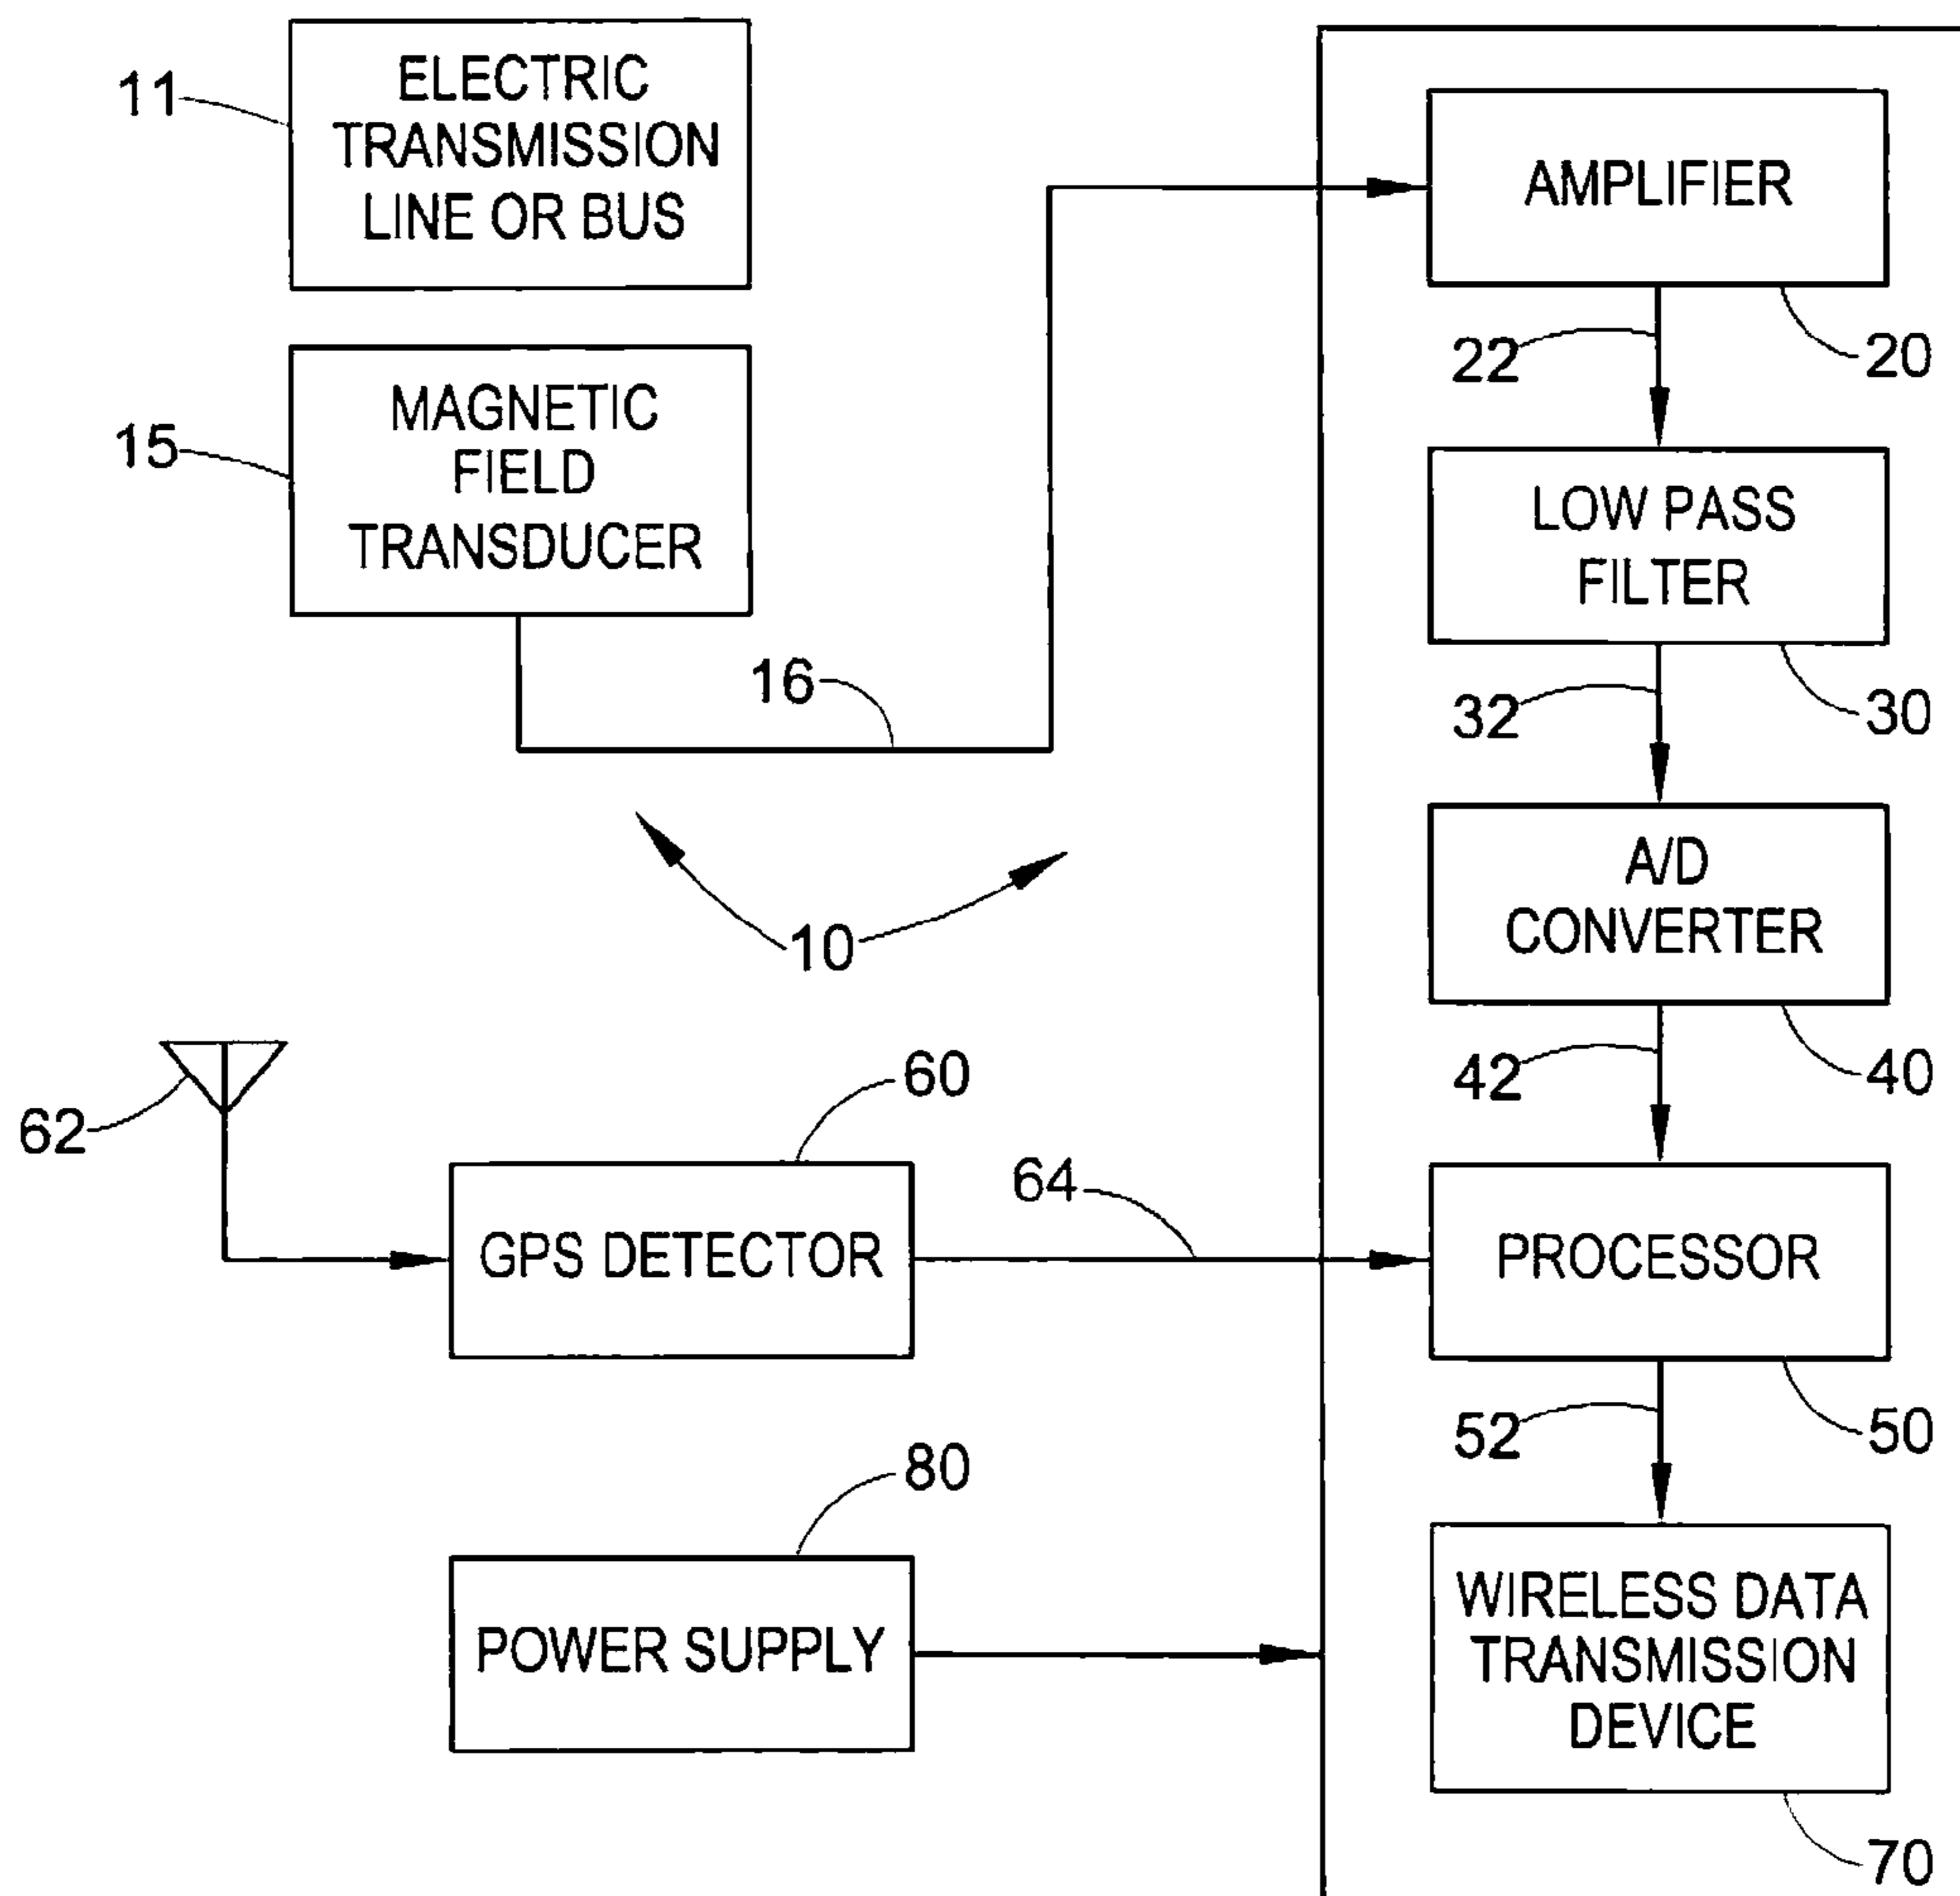 11
ELECTRIC
TRANSMISSION
LINE OR BUS
15
MAGNETIC
FIELD
TRANSDUCER
16
10
AMPLIFIER
22
20
LOW PASS
FILTER
32
30
A/D
CONVERTER
42
40
62
60
GPS DETECTOR
64
PROCESSOR
52
50
80
POWER SUPPLY
WIRELESS DATA
TRANSMISSION
DEVICE
70